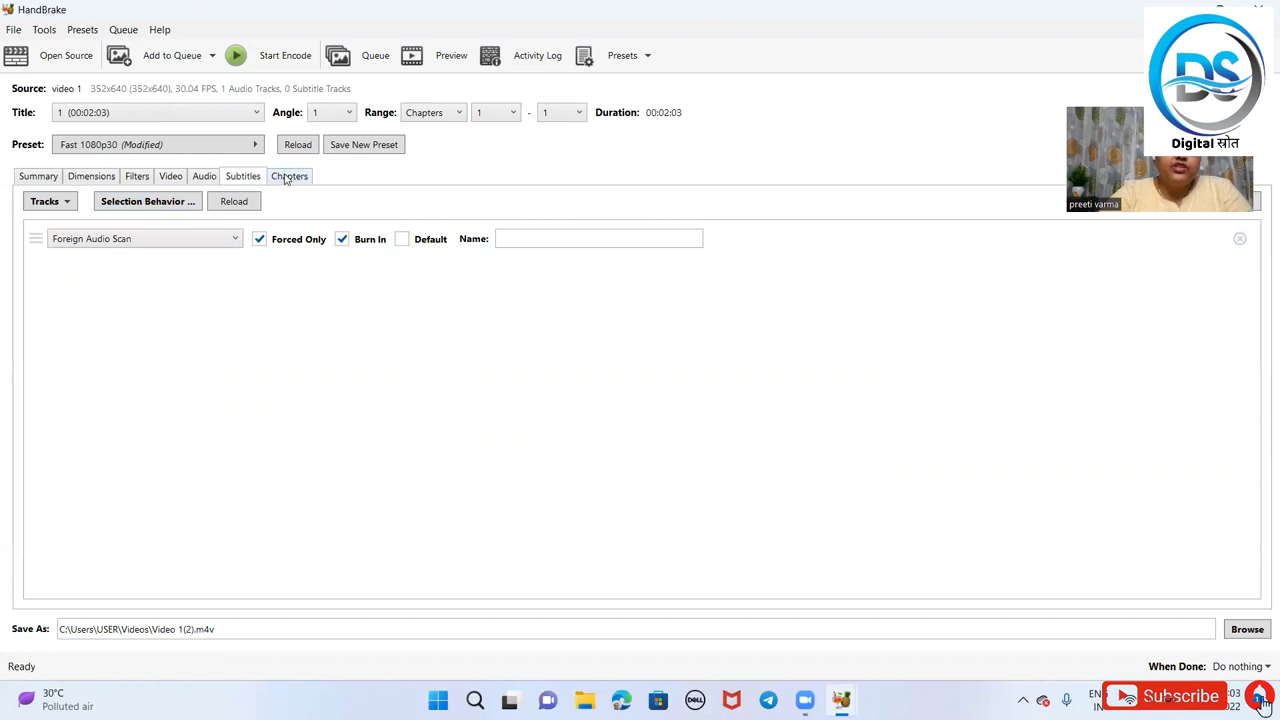 HandBrake
File Tools Presets Queue Help
Open Source Add to Queue Start Encode Queue Preview Activity Log Presets
Source: video 1 352x640 (352x640), 30.04 FPS, 1 Audio Tracks, 0 Subtitle Tracks
Title: 1 (00:02:03) Angle: 1 Range: Chapters 1 - 1 Duration: 00:02:03
DS
Digital स्रोत
Preset: Fast 1080p30 (Modified) Reload Save New Preset
Summary Dimensions Filters Video Audio Subtitles Chapters
preeti varma
Tracks Selection Behavior ... Reload
Foreign Audio Scan Forced Only Burn In Default Name:
Save As: C:\Users\USER\Videos\Video 1(2).m4v Browse
Ready When Done: Do nothing
30°C
Polluted air
DELL
Subscribe